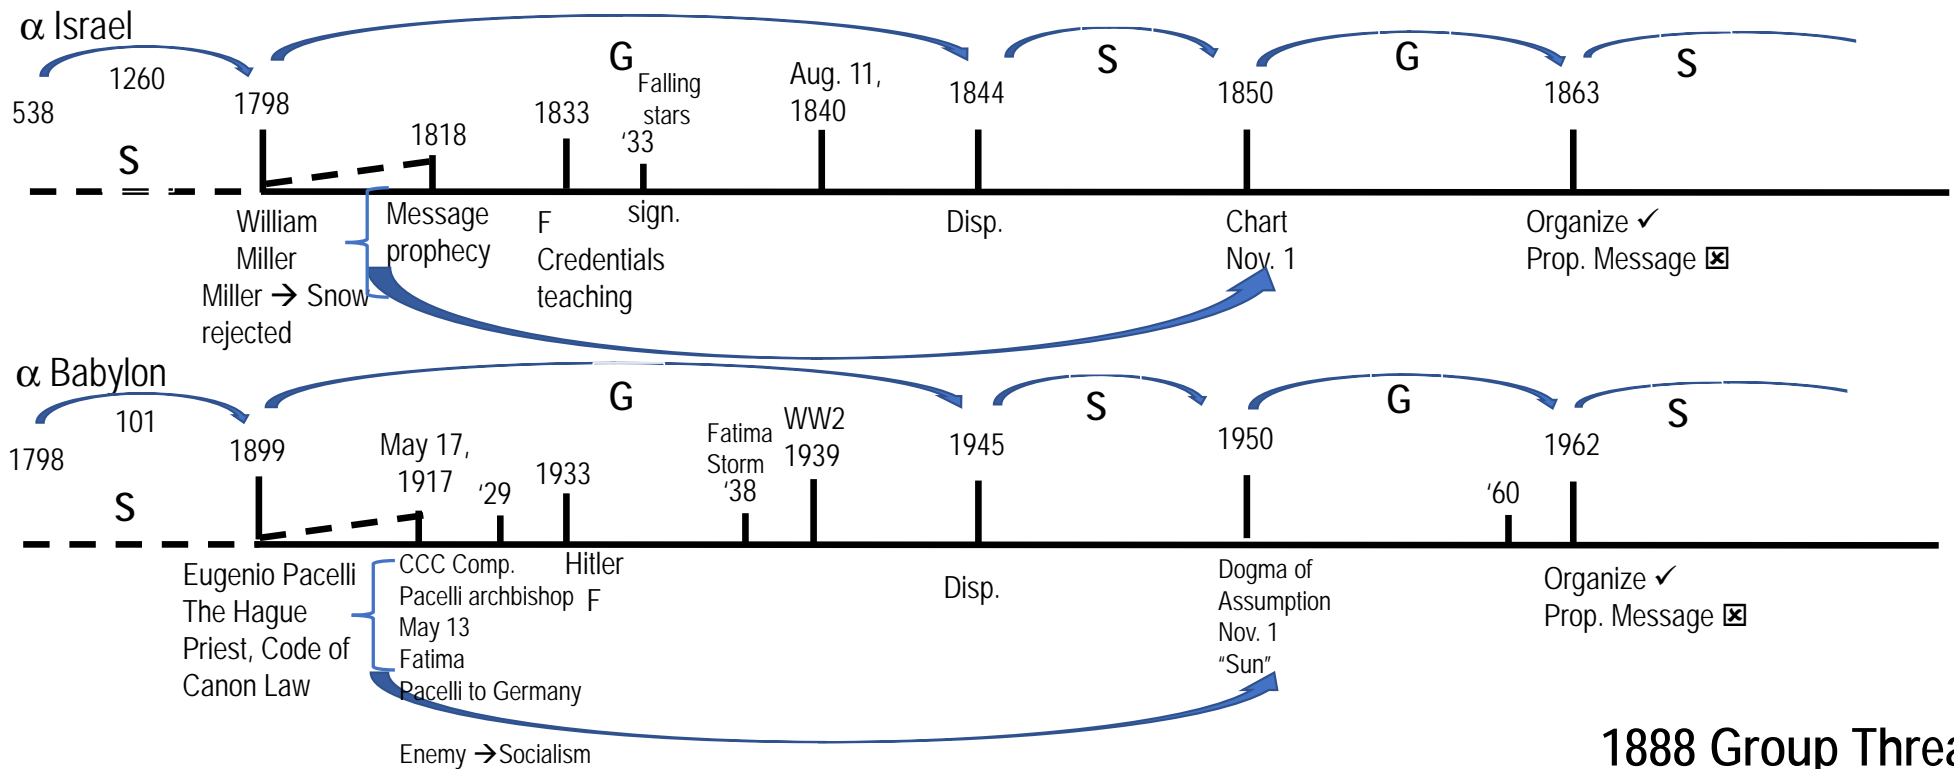 α Israel
538
1260
S
1798
G
1818
1833
Falling
stars
‘33
Aug. 11,
1840
1844
S
1850
G
1863
S
William
Miller
Miller → Snow
rejected
Message
prophecy
F
Credentials
teaching
sign.
Disp.
Chart
Nov. 1
Organize ✓
Prop. Message ☒
α Babylon
1798
101
S
1899
G
May 17,
1917
‘29
1933
Fatima
Storm
‘38
WW2
1939
1945
S
1950
G
‘60
1962
S
Eugenio Pacelli
The Hague
Priest, Code of
Canon Law
CCC Comp.
Pacelli archbishop
May 13
Fatima
Pacelli to Germany
Enemy → Socialism
Hitler
F
Disp.
Dogma of
Assumption
Nov. 1
“Sun”
Organize ✓
Prop. Message ☒
1888 Group Threa